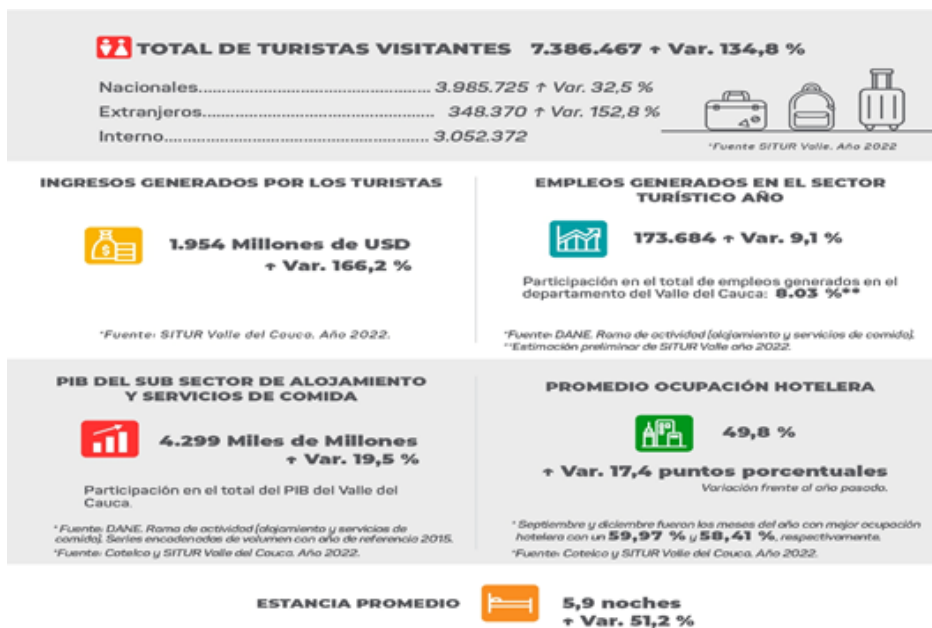 TOTAL DE TURISTAS VISITANTES 7.386.467 ↑ Var. 134,8 %
Nacionales................................................ 3.985.725 ↑ Var. 32,5 %
Extranjeros................................................ 348.370 ↑ Var. 152,8 %
Interno............................................................ 3.052.372
*Fuente SITUR Valle. Año 2022
INGRESOS GENERADOS POR LOS TURISTAS
1.954 Millones de USD
↑ Var. 166,2 %
*Fuente: SITUR Valle del Cauca. Año 2022.
EMPLEOS GENERADOS EN EL SECTOR
TURÍSTICO AÑO
173.684 ↑ Var. 9,1 %
Participación en el total de empleos generados en el
departamento del Valle del Cauca: 8.03 %**
*Fuente: DANE. Rama de actividad (alojamiento y servicios de comida).
**Estimación preliminar de SITUR Valle año 2022.
PIB DEL SUB SECTOR DE ALOJAMIENTO
Y SERVICIOS DE COMIDA
4.299 Miles de Millones
↑ Var. 19,5 %
Participación en el total del PIB del Valle del
Cauca.
*Fuente: DANE. Rama de actividad (alojamiento y servicios de
comida). Series encadenadas de volumen con año de referencia 2015.
*Fuente: Cotelco y SITUR Valle del Cauca. Año 2022.
PROMEDIO OCUPACIÓN HOTELERA
49,8 %
↑ Var. 17,4 puntos porcentuales
Variación frente al año pasado.
* Septiembre y diciembre fueron los meses del año con mejor ocupación
hotelera con un 59,97 % y 58,41 %, respectivamente.
*Fuente: Cotelco y SITUR Valle del Cauca. Año 2022.
ESTANCIA PROMEDIO
5,9 noches
↑ Var. 51,2 %